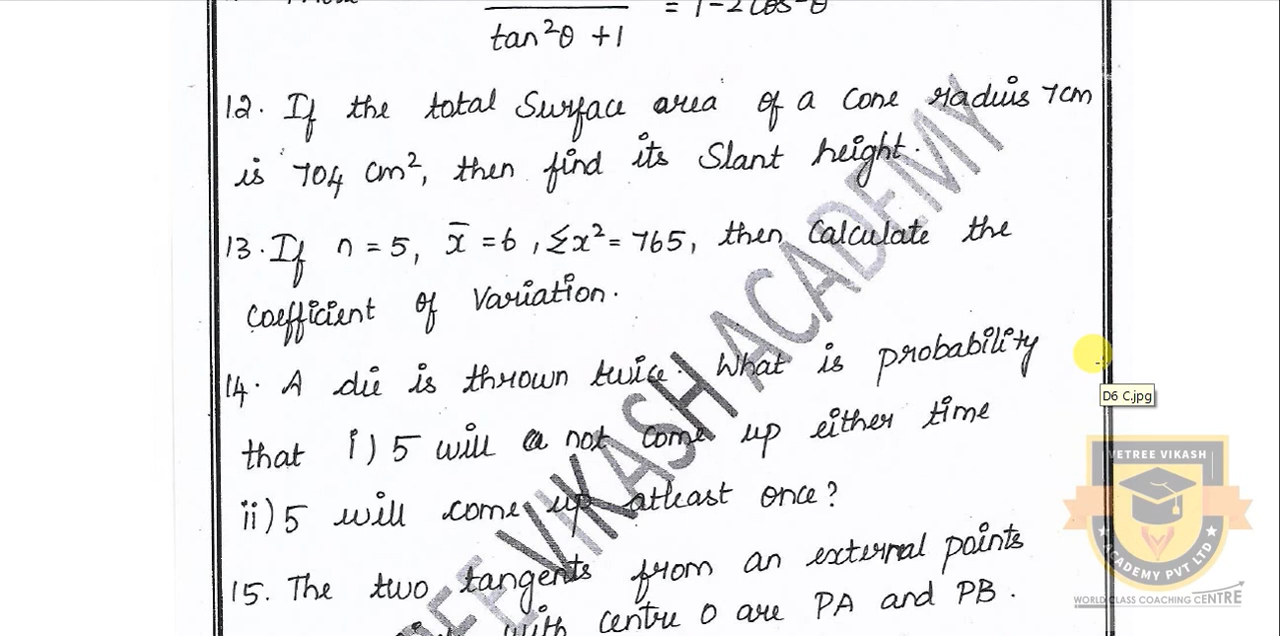 = 1-2cos²θ
tan²θ +1
12. If the total Surface area of a Cone radius 7cm
is 704 cm², then find its Slant height.
13. If n = 5, x̄ = 6, Σx² = 765, then Calculate the
Coefficient of Variation.
14. A die is thrown twice. What is probability
that i) 5 will a not come up either time
ii) 5 will come up atleast once?
15. The two tangents from an external points
with centre O are PA and PB.
VIKASH ACADEMY
D6 C.jpg
VETREE VIKASH
ACADEMY PVT LTD
WORLD CLASS COACHING CENTRE